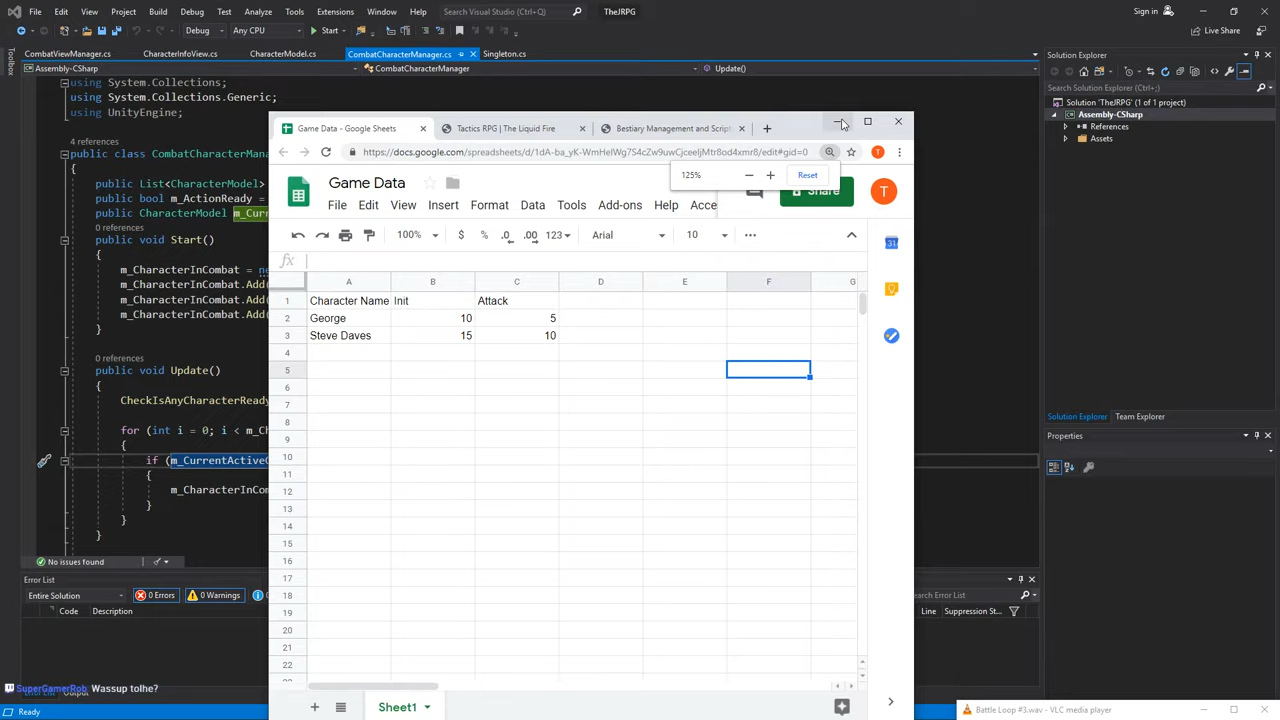 File Edit View Project Build Debug Test Analyze Tools Extensions Window Help Search Visual Studio (Ctrl+Q) TheJRPG Sign in
Debug Any CPU Start Live Share
CombatViewManager.cs CharacterInfoView.cs CharacterModel.cs CombatCharacterManager.cs Singleton.cs
Assembly-CSharp CombatCharacterManager Update()
Toolbox
using System.Collections;
using System.Collections.Generic;
using UnityEngine;
4 references
public class CombatCharacterMana
public List<CharacterModel>
public bool m_ActionReady
public CharacterModel m_Cur
0 references
public void Start()
{
m_CharacterInCombat = ne
m_CharacterInCombat.Add(
m_CharacterInCombat.Add(
m_CharacterInCombat.Add(
}
0 references
public void Update()
{
CheckIsAnyCharacterReady
for (int i = 0; i < m_Ch
{
if (m_CurrentActiveC
{
m_CharacterInCom
}
}
}
No issues found
Error List
Entire Solution 0 Errors 0 Warnings
Code Description
SuperGamerRob: Wassup tolhe?
Error List Output
Ready
Game Data - Google Sheets Tactics RPG | The Liquid Fire Bestiary Management and Script
https://docs.google.com/spreadsheets/d/1dA-ba_yK-WmHeIWg7S4cZw9uwCjceeljMtr8od4xmr8/edit#gid=0
125% Reset
Game Data
Share
T
T
File Edit View Insert Format Data Tools Add-ons Help Acce
100% $ % .0 .00 123 Arial 10
fx
31
A B C D E F G
1 Character Name Init Attack
2 George 10 5
3 Steve Daves 15 10
4
5
6
7
8
9
10
11
12
13
14
15
16
17
18
19
20
21
22
Sheet1
Solution Explorer
Search Solution Explorer (Ctrl+;)
Solution 'TheJRPG' (1 of 1 project)
Assembly-CSharp
References
Assets
Solution Explorer Team Explorer
Properties
earch Error List
Line Suppression St...
Battle Loop #3.wav - VLC media player